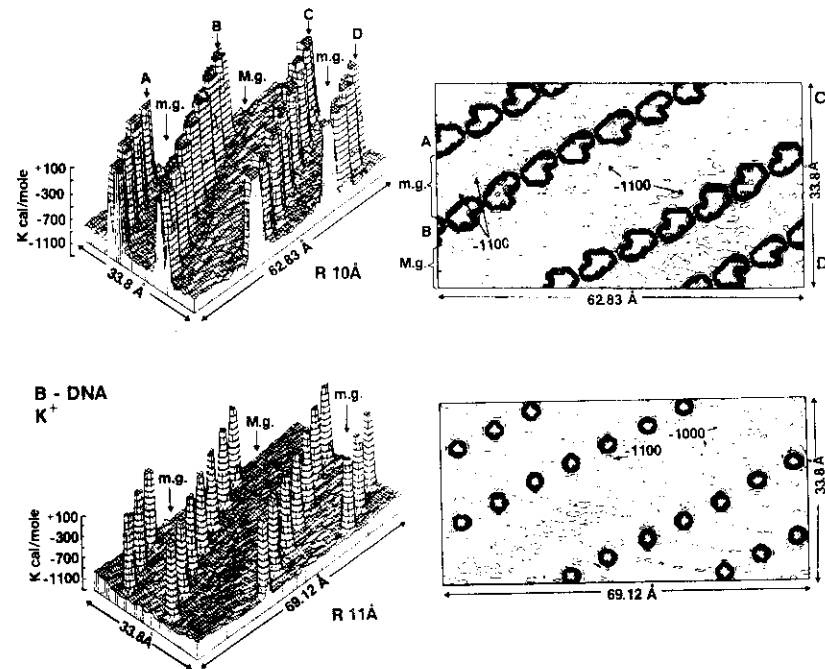 A
m.g.
B
M.g.
C
m.g.
D
K cal/mole
+100
-300
-700
-1100
33.8 Å
62.83 Å
R 10Å
A
m.g.
B
M.g.
-1100
-1100
C
33.8 Å
D
62.83 Å
B - DNA
K+
m.g.
M.g.
m.g.
K cal/mole
+100
-300
-700
-1100
33.8Å
69.12 Å
R 11Å
-1100
-1000
33.8 Å
69.12 Å